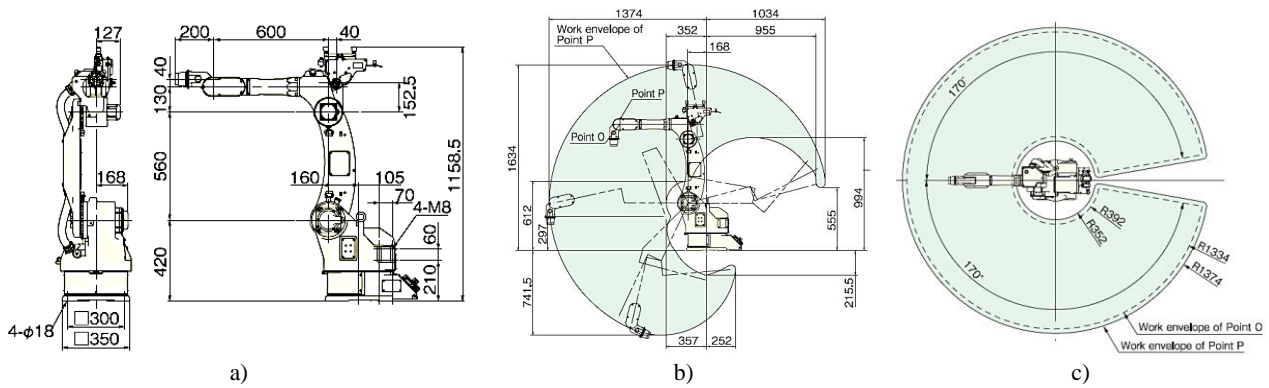 127
40
130
560
168
420
4-φ18
□300
□350
200
600
40
152.5
1158.5
160
105
70
4-M8
60
210
a)
1374
1034
352
955
168
Work envelope of
Point P
Point P
Point O
1634
612
297
741.5
994
555
215.5
357
252
b)
170°
170°
R392
R352
R1334
R1374
Work envelope of Point O
Work envelope of Point P
c)